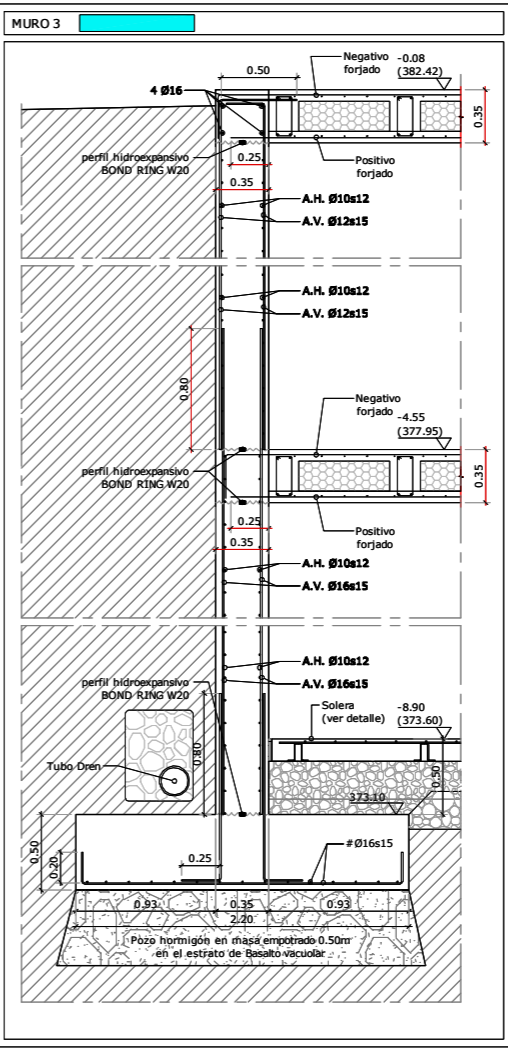 MURO 3
0.50
Negativo
forjado
-0.08
(382.42)
4 Ø16
0.35
perfil hidroexpansivo
BOND RING W20
0.25
Positivo
forjado
0.35
A.H. Ø10s12
A.V. Ø12s15
A.H. Ø10s12
A.V. Ø12s15
0.80
Negativo
forjado
-4.55
(377.95)
perfil hidroexpansivo
BOND RING W20
0.35
0.25
Positivo
forjado
0.35
A.H. Ø10s12
A.V. Ø16s15
A.H. Ø10s12
A.V. Ø16s15
perfil hidroexpansivo
BOND RING W20
Solera
(ver detalle)
-8.90
(373.60)
Tubo Dren
0.80
0.50
373.10
0.50
0.20
0.25
#Ø16s15
0.93
0.35
0.93
2.20
Pozo hormigón en masa empotrado 0.50m
en el estrato de Basalto vacuolar